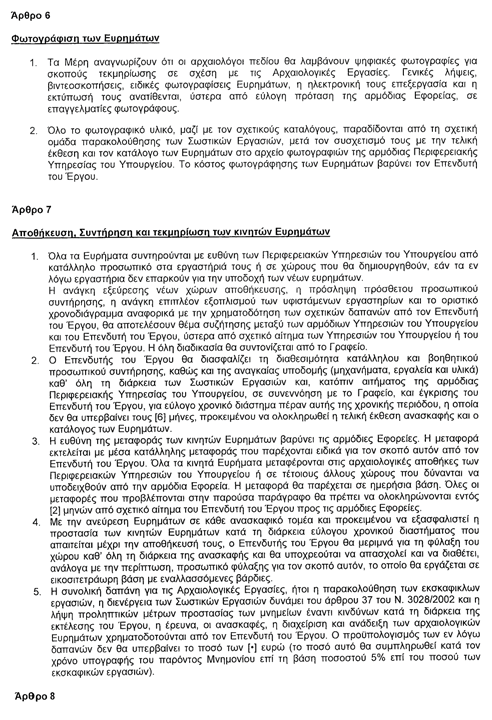 Άρθρο 6
Φωτογράφιση των Ευρημάτων
1. Τα Μέρη αναγνωρίζουν ότι οι αρχαιολόγοι πεδίου θα λαμβάνουν ψηφιακές φωτογραφίες για
σκοπούς τεκμηρίωσης σε σχέση με τις Αρχαιολογικές Εργασίες. Γενικές λήψεις,
βιντεοσκοπήσεις, ειδικές φωτογραφίσεις Ευρημάτων, η ηλεκτρονική τους επεξεργασία και η
εκτύπωσή τους ανατίθενται, ύστερα από εύλογη πρόταση της αρμόδιας Εφορείας, σε
επαγγελματίες φωτογράφους.
2. Όλο το φωτογραφικό υλικό, μαζί με τον σχετικούς καταλόγους, παραδίδονται από τη σχετική
ομάδα παρακολούθησης των Σωστικών Εργασιών, μετά τον συσχετισμό τους με την τελική
έκθεση και τον κατάλογο των Ευρημάτων στο αρχείο φωτογραφιών της αρμόδιας Περιφερειακής
Υπηρεσίας του Υπουργείου. Το κόστος φωτογράφησης των Ευρημάτων βαρύνει τον Επενδυτή
του Έργου.
Άρθρο 7
Αποθήκευση, Συντήρηση και τεκμηρίωση των κινητών Ευρημάτων
1. Όλα τα Ευρήματα συντηρούνται με ευθύνη των Περιφερειακών Υπηρεσιών του Υπουργείου από
κατάλληλο προσωπικό στα εργαστήριά τους ή σε χώρους που θα δημιουργηθούν, εάν τα εν
λόγω εργαστήρια δεν επαρκούν για την υποδοχή των νέων ευρημάτων.
Η ανάγκη εξεύρεσης νέων χώρων αποθήκευσης, η πρόσληψη πρόσθετου προσωπικού
συντήρησης, η ανάγκη επιπλέον εξοπλισμού των υφιστάμενων εργαστηρίων και το οριστικό
χρονοδιάγραμμα αναφορικά με την χρηματοδότηση των σχετικών δαπανών από τον Επενδυτή
του Έργου, θα αποτελέσουν θέμα συζήτησης μεταξύ των αρμόδιων Υπηρεσιών του Υπουργείου
και του Επενδυτή του Έργου, ύστερα από σχετικό αίτημα των Υπηρεσιών του Υπουργείου ή του
Επενδυτή του Έργου. Η όλη διαδικασία θα συντονίζεται από το Γραφείο.
2. Ο Επενδυτής του Έργου θα διασφαλίζει τη διαθεσιμότητα κατάλληλου και βοηθητικού
προσωπικού συντήρησης, καθώς και της αναγκαίας υποδομής (μηχανήματα, εργαλεία και υλικά)
καθ' όλη τη διάρκεια των Σωστικών Εργασιών και, κατόπιν αιτήματος της αρμόδιας
Περιφερειακής Υπηρεσίας του Υπουργείου, σε συνεννόηση με το Γραφείο, και έγκρισης του
Επενδυτή του Έργου, για εύλογο χρονικό διάστημα πέραν αυτής της χρονικής περιόδου, η οποία
δεν θα υπερβαίνει τους [6] μήνες, προκειμένου να ολοκληρωθεί η τελική έκθεση ανασκαφής και ο
κατάλογος των Ευρημάτων.
3. Η ευθύνη της μεταφοράς των κινητών Ευρημάτων βαρύνει τις αρμόδιες Εφορείες. Η μεταφορά
εκτελείται με μέσα κατάλληλης μεταφοράς που παρέχονται ειδικά για τον σκοπό αυτόν από τον
Επενδυτή του Έργου. Όλα τα κινητά Ευρήματα μεταφέρονται στις αρχαιολογικές αποθήκες των
Περιφερειακών Υπηρεσιών του Υπουργείου ή σε τέτοιους άλλους χώρους που δύνανται να
υποδειχθούν από την αρμόδια Εφορεία. Η μεταφορά θα παρέχεται σε ημερήσια βάση. Όλες οι
μεταφορές που προβλέπονται στην παρούσα παράγραφο θα πρέπει να ολοκληρώνονται εντός
[2] μηνών από σχετικό αίτημα του Επενδυτή του Έργου προς τις αρμόδιες Εφορείες.
4. Με την ανεύρεση Ευρημάτων σε κάθε ανασκαφικό τομέα και προκειμένου να εξασφαλιστεί η
προστασία των κινητών Ευρημάτων κατά τη διάρκεια εύλογου χρονικού διαστήματος που
απαιτείται μέχρι την αποθήκευσή τους, ο Επενδυτής του Έργου θα μεριμνά για τη φύλαξη του
χώρου καθ' όλη τη διάρκεια της ανασκαφής και θα υποχρεούται να απασχολεί και να διαθέτει,
ανάλογα με την περίπτωση, προσωπικό φύλαξης για τον σκοπό αυτόν, το οποίο θα εργάζεται σε
εικοσιτετράωρη βάση με εναλλασσόμενες βάρδιες.
5. Η συνολική δαπάνη για τις Αρχαιολογικές Εργασίες, ήτοι η παρακολούθηση των εκσκαφικλων
εργασιών, η διενέργεια των Σωστικών Εργασιών δυνάμει του άρθρου 37 του Ν. 3028/2002 και η
λήψη προληπτικών μέτρων προστασίας των μνημείων έναντι κινδύνων κατά τη διάρκεια της
εκτέλεσης του Έργου, η έρευνα, οι ανασκαφές, η διαχείριση και ανάδειξη των αρχαιολογικών
Ευρημάτων χρηματοδοτούνται από τον Επενδυτή του Έργου. Ο προϋπολογισμός των εν λόγω
δαπανών δεν θα υπερβαίνει το ποσό των [•] ευρώ (το ποσό αυτό θα συμπληρωθεί κατά τον
χρόνο υπογραφής του παρόντος Μνημονίου επί τη βάση ποσοστού 5% επί του ποσού των
εκσκαφικών εργασιών).
Άρθρο 8